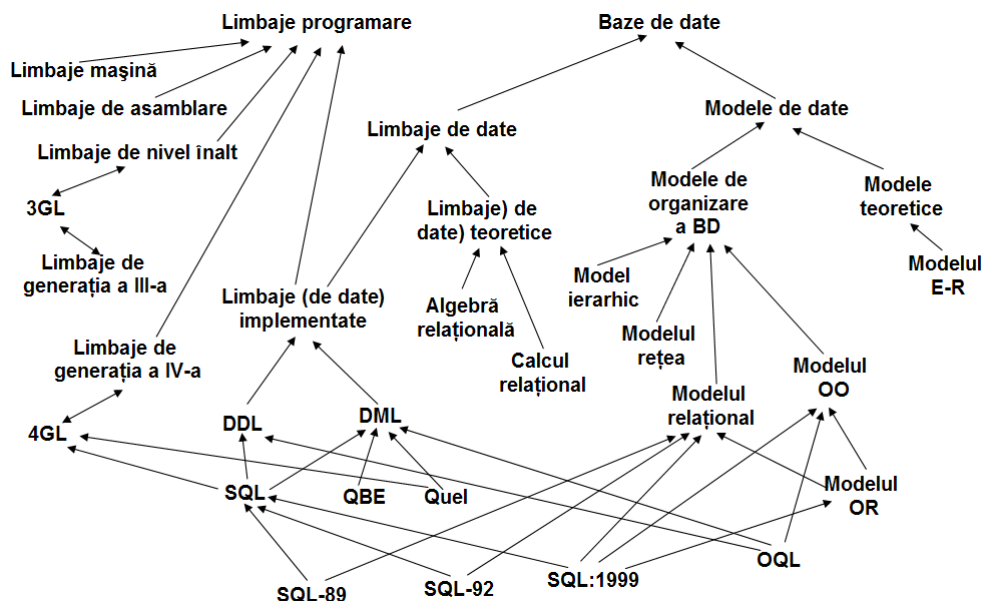 Limbaje programare
Baze de date
Limbaje maşină
Limbaje de asamblare
Limbaje de date
Modele de date
Limbaje de nivel înalt
Modele de
organizare
a BD
Modele
teoretice
3GL
Limbaje) de
date) teoretice
Limbaje de
generația a III-a
Model
ierarhic
Modelul
E-R
Limbaje (de date)
implementate
Algebră
relațională
Modelul
rețea
Limbaje de
generația a IV-a
Calcul
relațional
Modelul
OO
Modelul
relațional
4GL
DDL
DML
SQL
QBE
Quel
Modelul
OR
SQL-89
SQL-92
SQL:1999
OQL